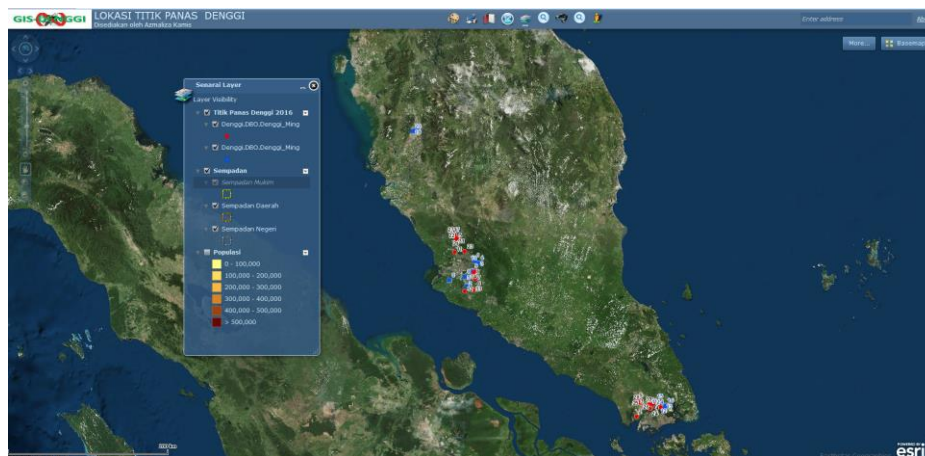 GIS-DENGGI
LOKASI TITIK PANAS DENGGI
Disediakan oleh Azmaliza Kamis
Enter address
More...
Basemap
Senarai Layer
Layer Visibility
Titik Panas Denggi 2016
Denggi.DBO.Denggi_Ming
Denggi.DBO.Denggi_Ming
Sempadan
Sempadan Mukim
Sempadan Daerah
Sempadan Negeri
Populasi
0 - 100,000
100,000 - 200,000
200,000 - 300,000
300,000 - 400,000
400,000 - 500,000
> 500,000
POWERED BY
esri